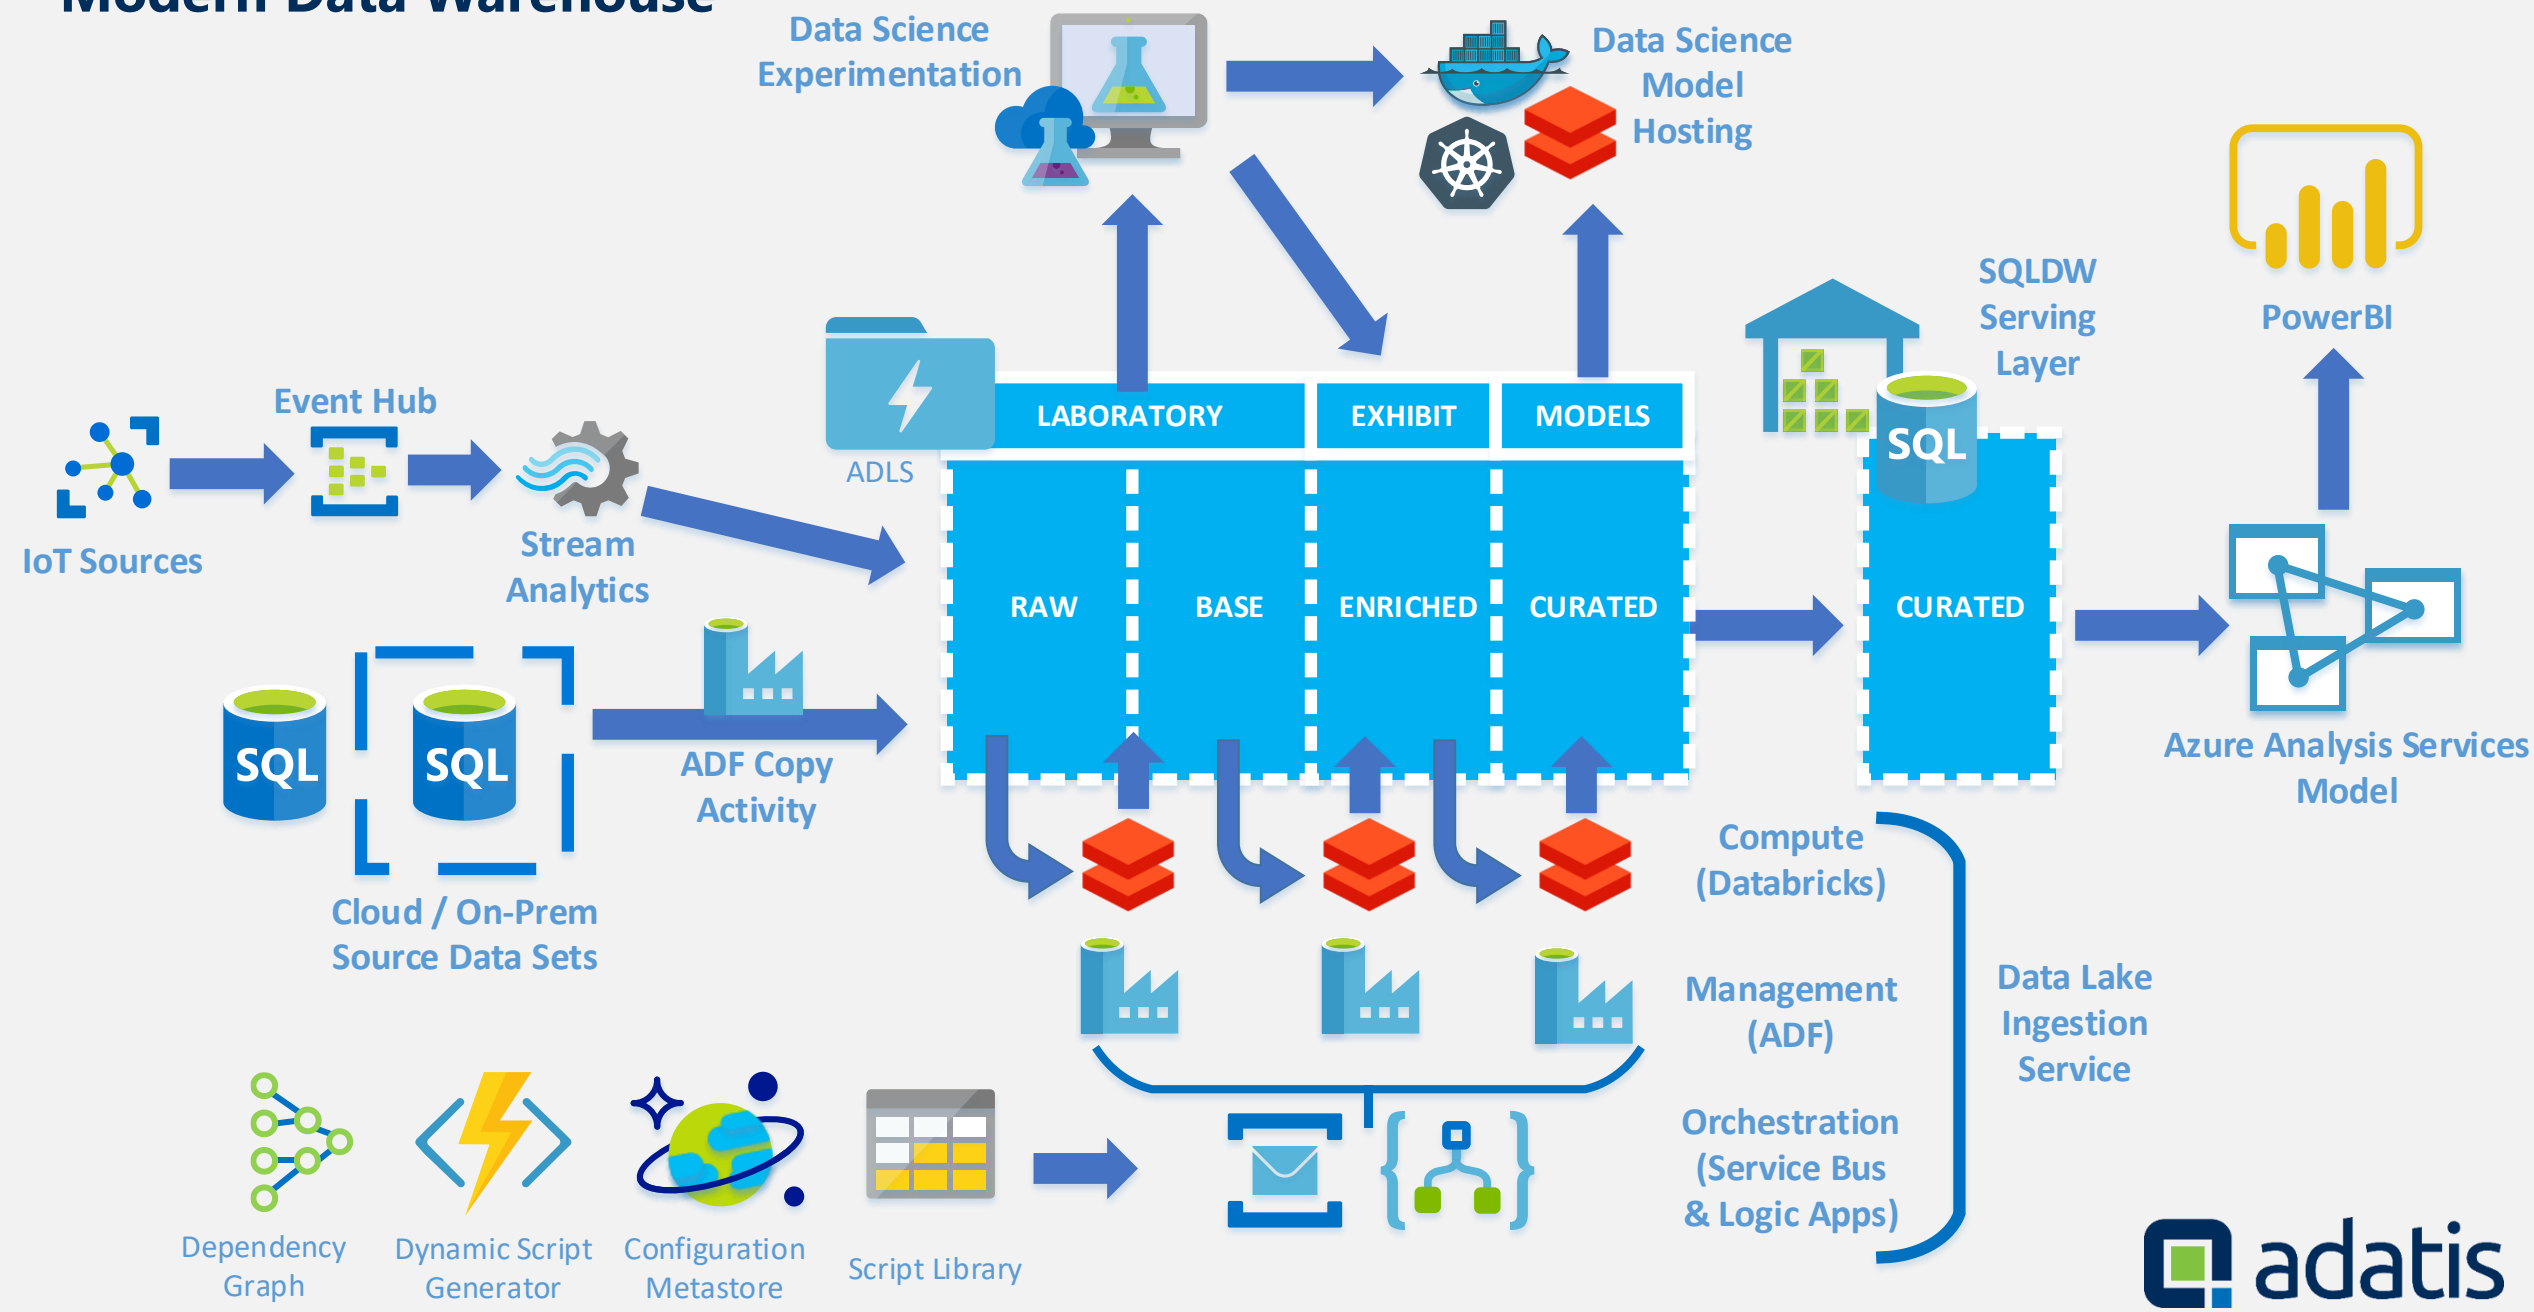 Modern Data Warehouse
Data Science
Experimentation
Data Science
Model
Hosting
PowerBI
SQLDW
Serving
Layer
SQL
CURATED
ADLS
LABORATORY
EXHIBIT
MODELS
RAW
BASE
ENRICHED
CURATED
Event Hub
IoT Sources
Stream
Analytics
SQL
SQL
ADF Copy
Activity
Cloud / On-Prem
Source Data Sets
Azure Analysis Services
Model
Compute
(Databricks)
Management
(ADF)
Orchestration
(Service Bus
& Logic Apps)
Data Lake
Ingestion
Service
Dependency
Graph
Dynamic Script
Generator
Configuration
Metastore
Script Library
adatis